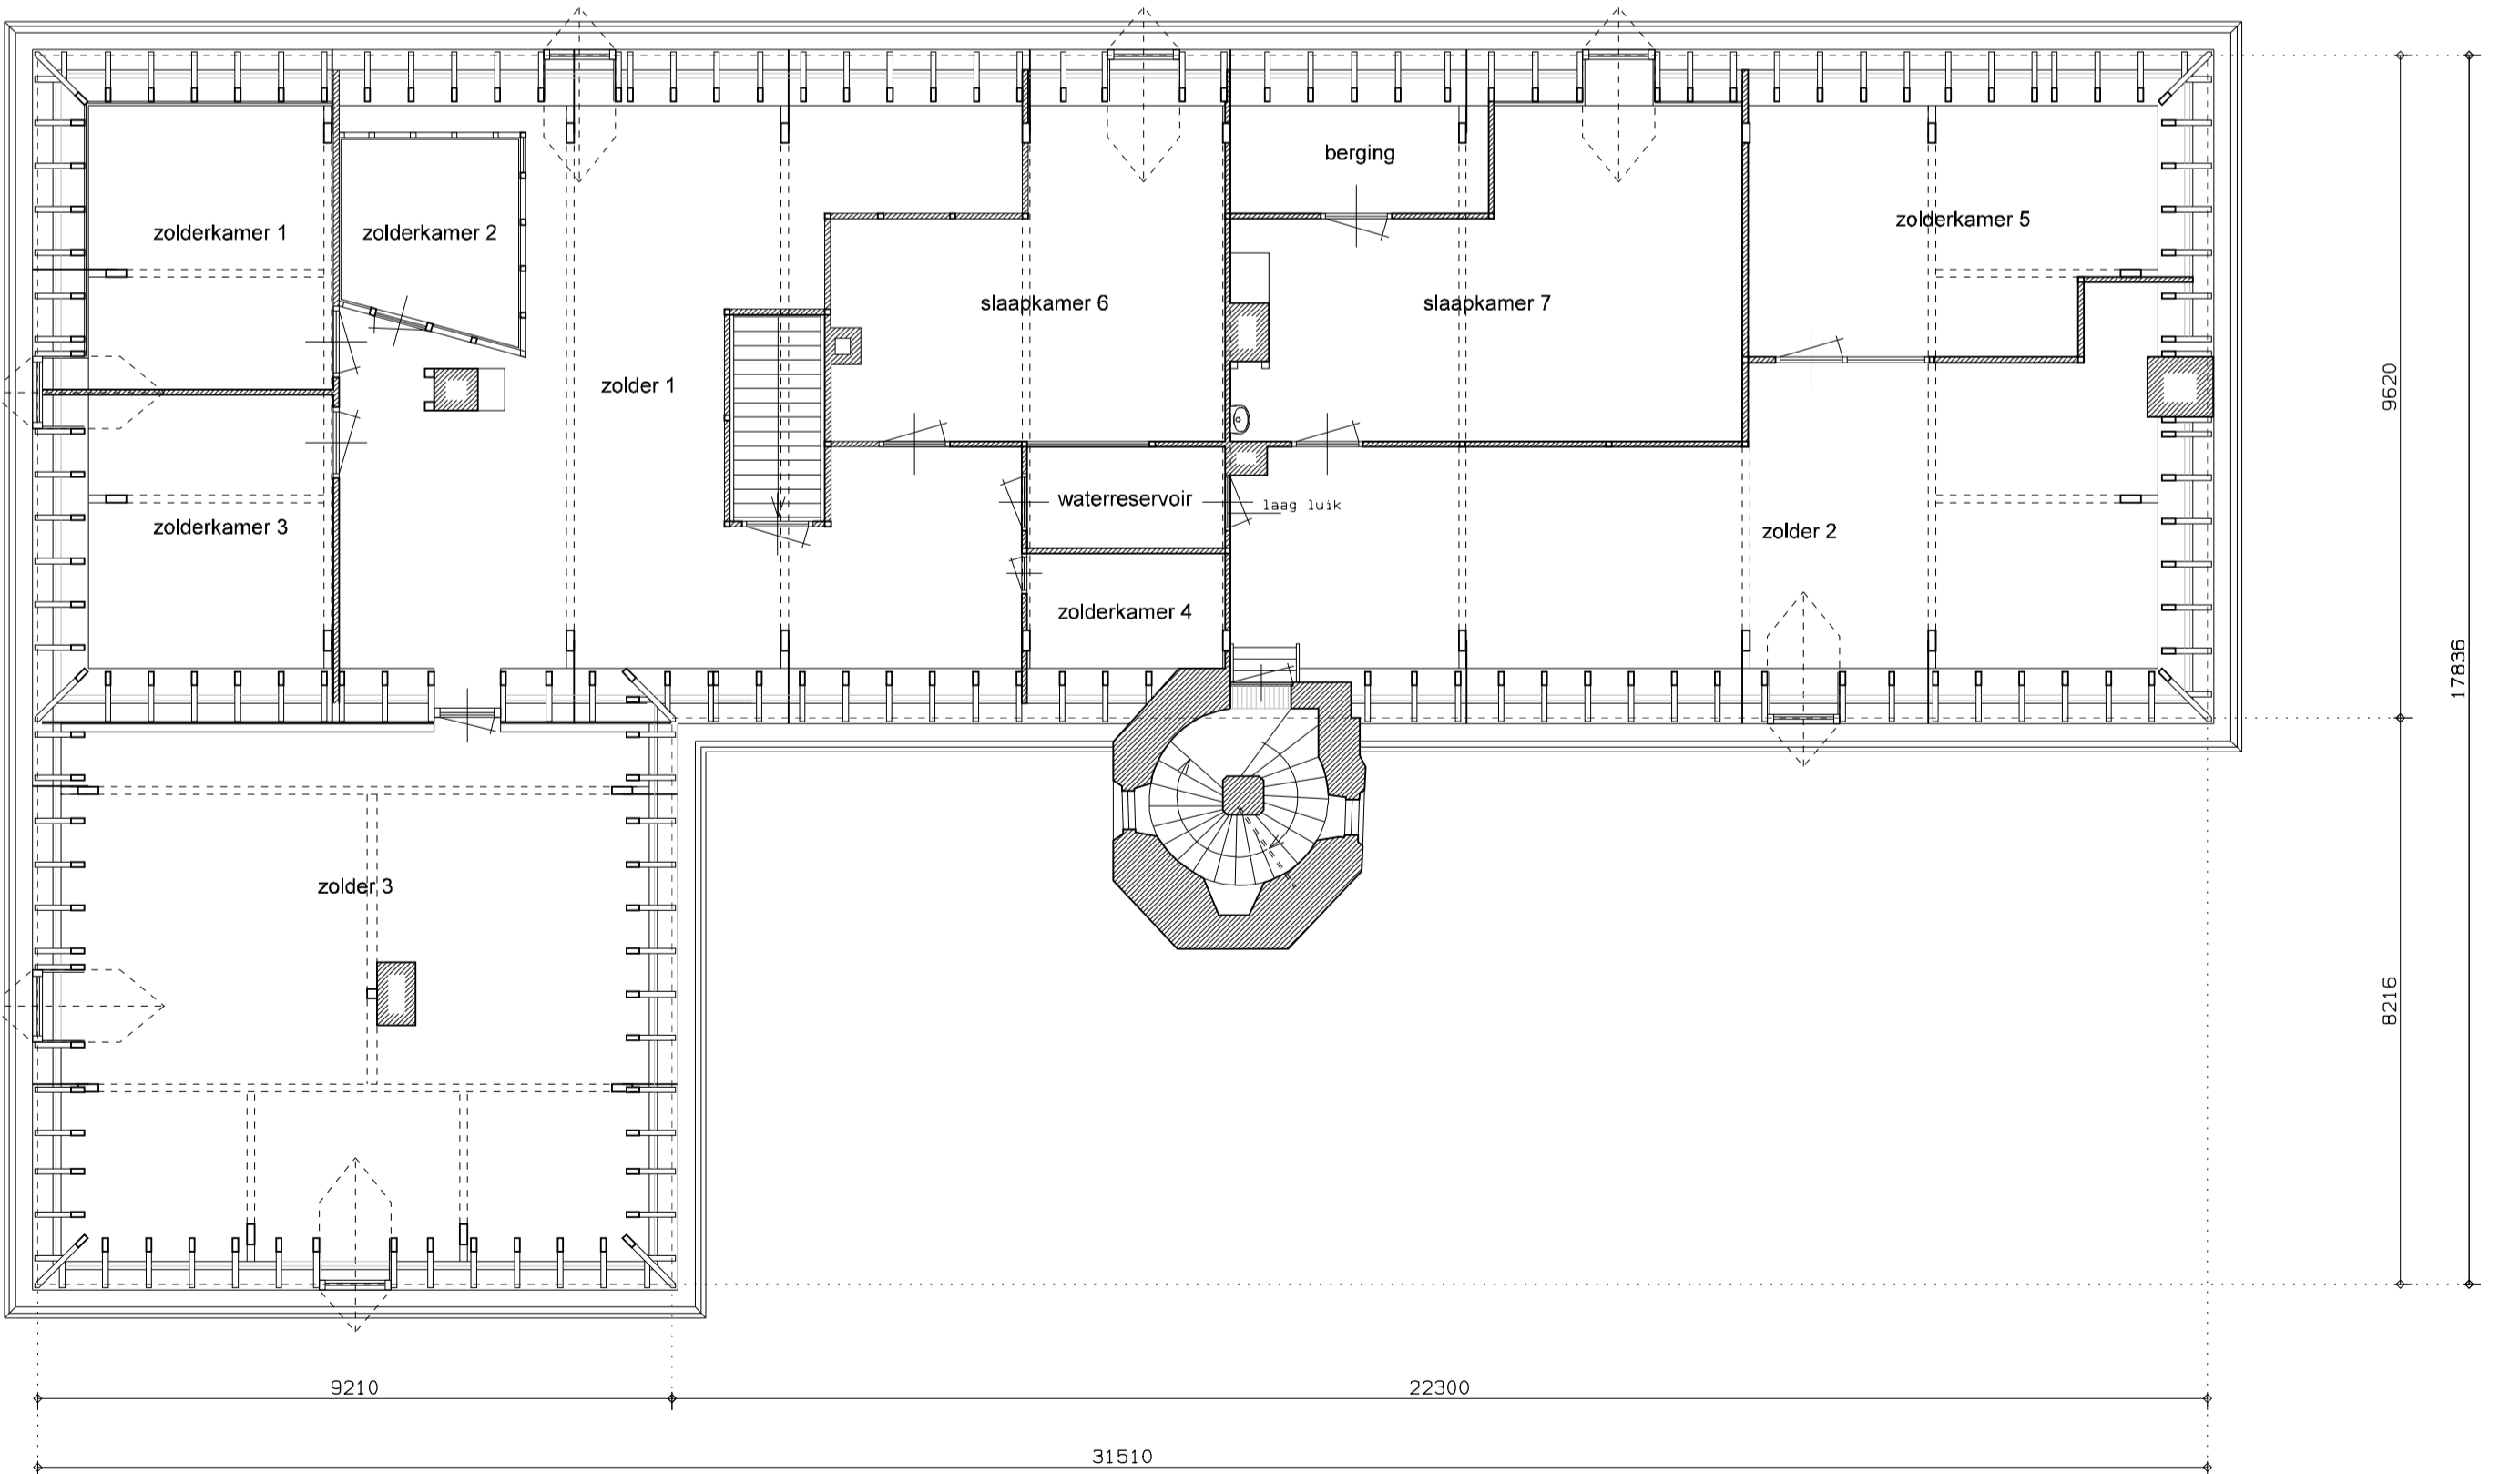 berging
zolderkamer 5
zolderkamer 1
zolderkamer 2
slaapkamer 6
slaapkamer 7
zolder 1
9620
waterreservoir
laag luik
zolderkamer 3
zolder 2
zolderkamer 4
17836
zolder 3
8216
9210
22300
31510